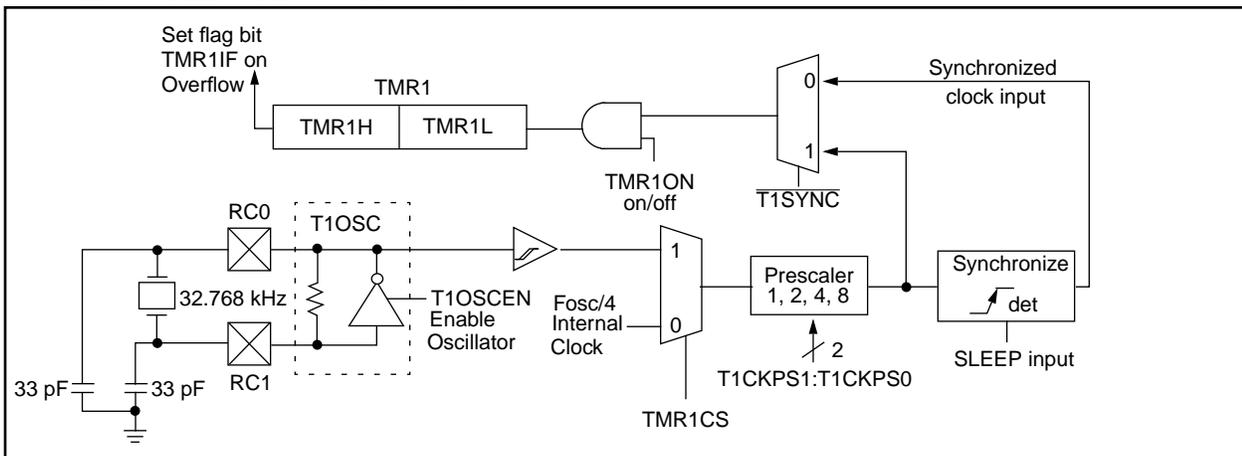 Set flag bit
TMR1IF on
Overflow
TMR1
TMR1H
TMR1L
TMR1ON
on/off
0
1
T1SYNC
Synchronized
clock input
RC0
T1OSC
32.768 kHz
RC1
33 pF
33 pF
T1OSCEN
Enable
Oscillator
Fosc/4
Internal
Clock
1
0
TMR1CS
Prescaler
1, 2, 4, 8
2
T1CKPS1:T1CKPS0
Synchronize
det
SLEEP input